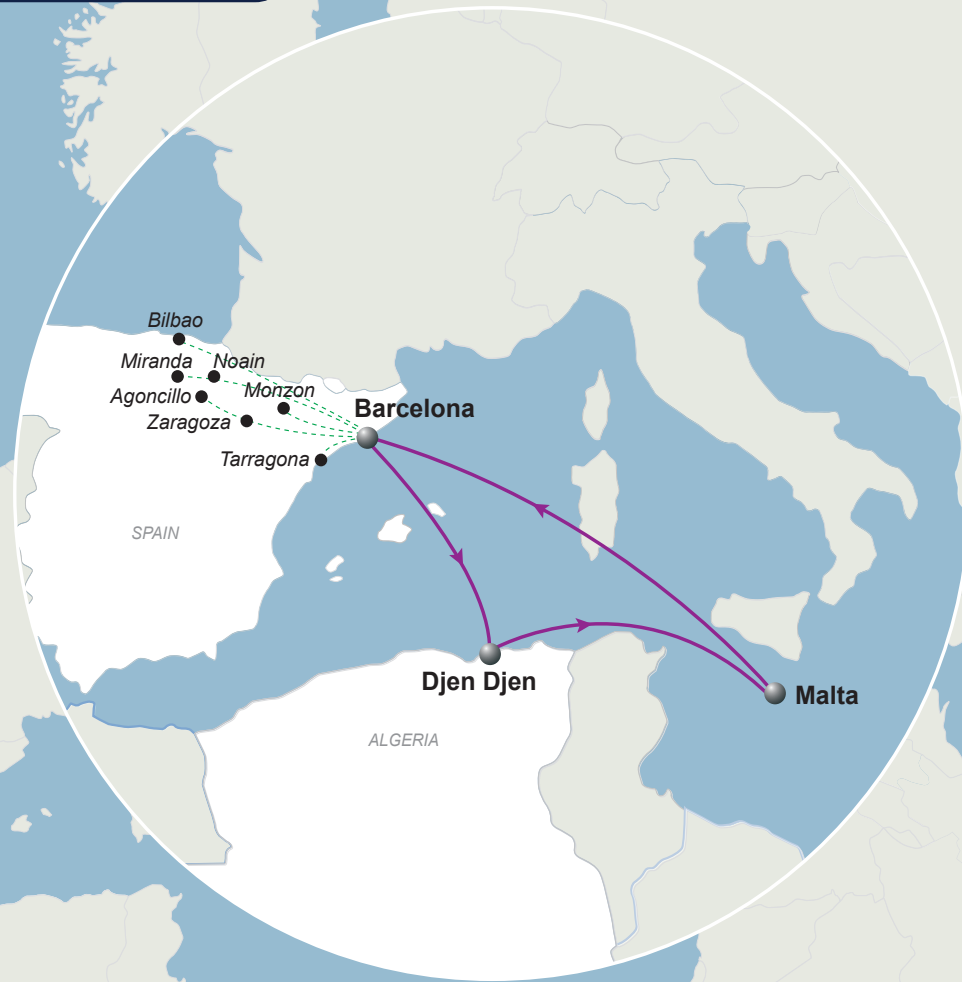 Bilbao
Miranda Noain
Agoncillo Monzon
Zaragoza Barcelona
Tarragona
SPAIN
Djen Djen
Malta
ALGERIA